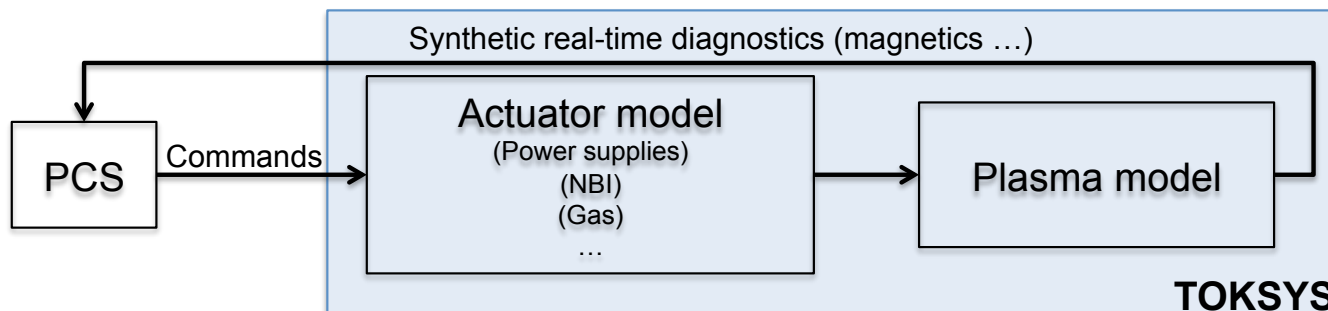 Synthetic real-time diagnostics (magnetics …)
PCS
Commands
Actuator model
(Power supplies)
(NBI)
(Gas)
…
Plasma model
TOKSYS